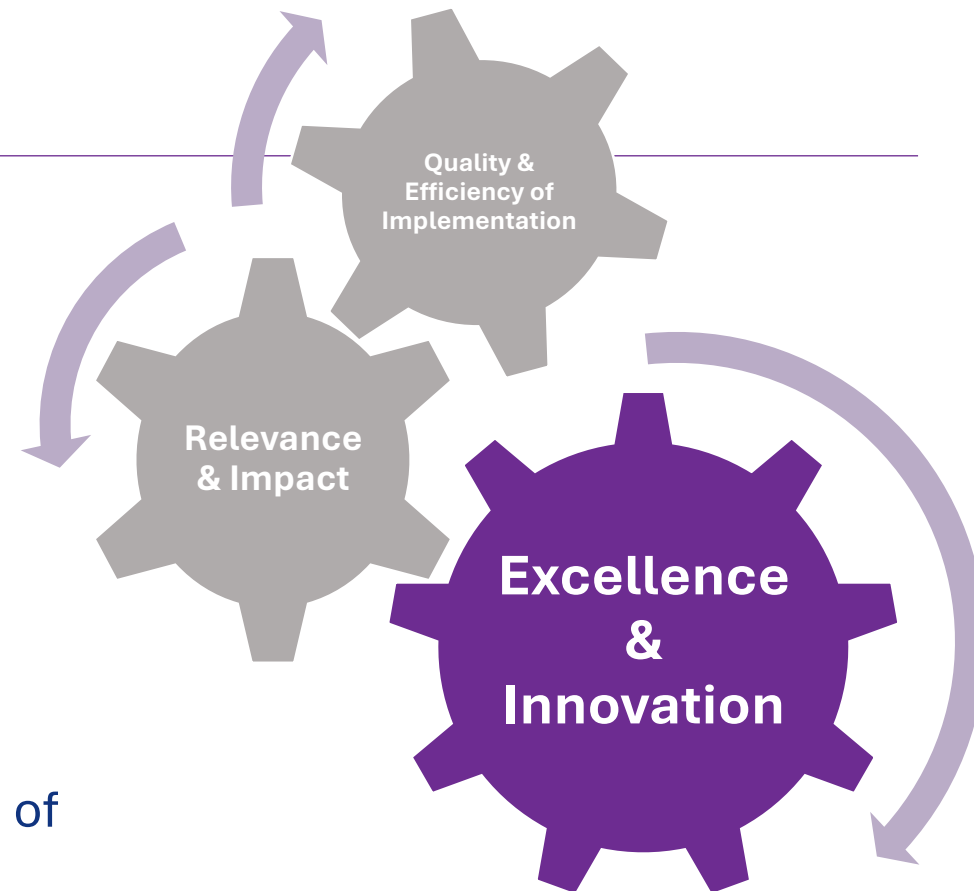 Quality &
Efficiency of
Implementation
Relevance
& Impact
Excellence
&
Innovation
of